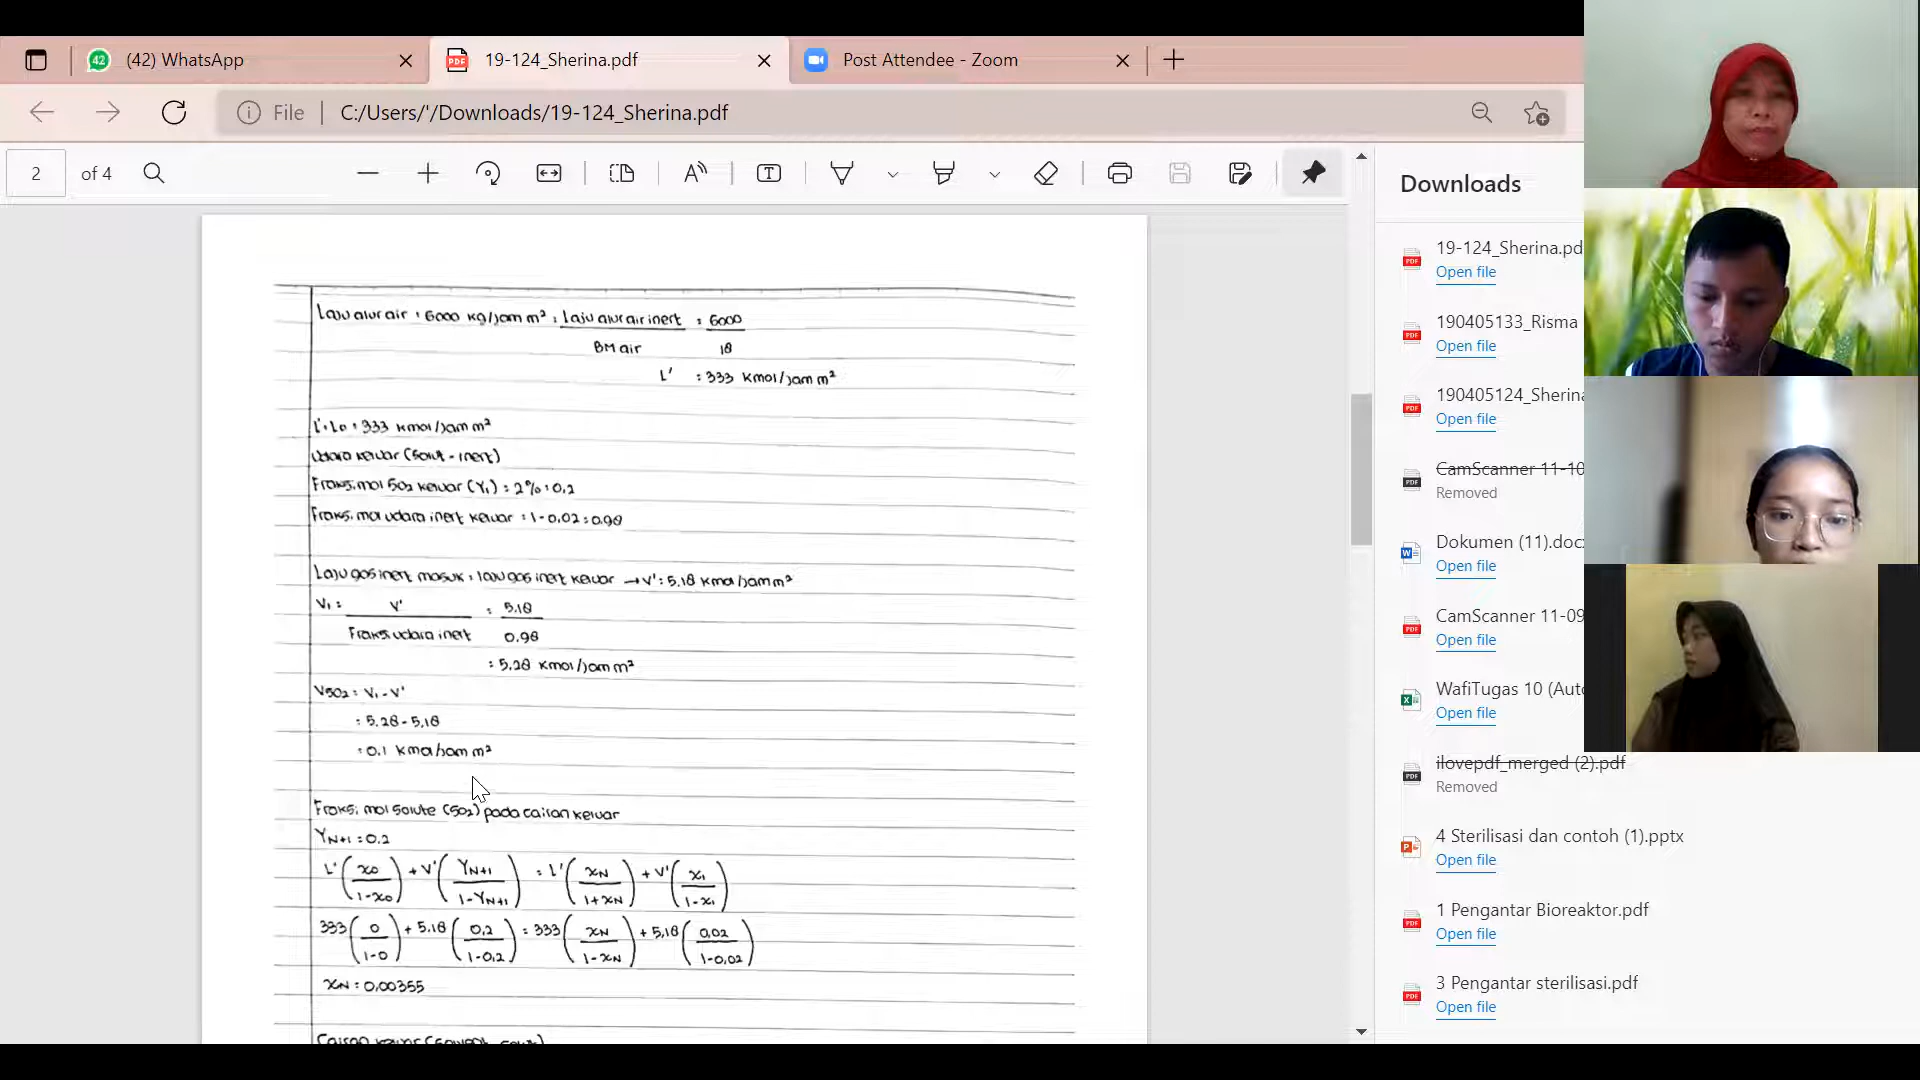 (42) WhatsApp
19-124_Sherina.pdf
Post Attendee - Zoom
File
C:/Users/'/Downloads/19-124_Sherina.pdf
2 of 4
Downloads
19-124_Sherina.pd
Open file
190405133_Risma
Open file
190405124_Sherina
Open file
CamScanner 11-10
Removed
Dokumen (11).docx
Open file
CamScanner 11-09
Open file
WafiTugas 10 (Auto
Open file
ilovepdf_merged (2).pdf
Removed
4 Sterilisasi dan contoh (1).pptx
Open file
1 Pengantar Bioreaktor.pdf
Open file
3 Pengantar sterilisasi.pdf
Open file
Laju alur air : 6000 kg/jam m² : Laju alur air inert : 6000
BM air 18
L' : 333 kmol/jam m²
L' : L0 : 333 kmol/jam m²
Udara keluar (solut - inert)
Fraksi mol SO2 keluar (Y1) : 2% : 0,2
Fraksi mol udara inert keluar : 1 - 0,02 : 0.98
Laju gas inert masuk : laju gas inert keluar → V' : 5,18 kmol/jam m²
V1 : V' : 5,18
Fraksi udara inert 0.98
: 5,28 kmol/jam m²
VSO2 : V1 - V'
: 5,28 - 5,18
: 0,1 kmol/jam m²
Fraksi mol solute (SO2) pada cairan keluar
YN+1 : 0.2
L' (x0/1-x0) + V' (YN+1/1-YN+1) = L' (xN/1+xN) + V' (x1/1-x1)
333 (0/1-0) + 5,18 (0,2/1-0,2) = 333 (xN/1-xN) + 5,18 (0,02/1-0,02)
xN : 0,00355